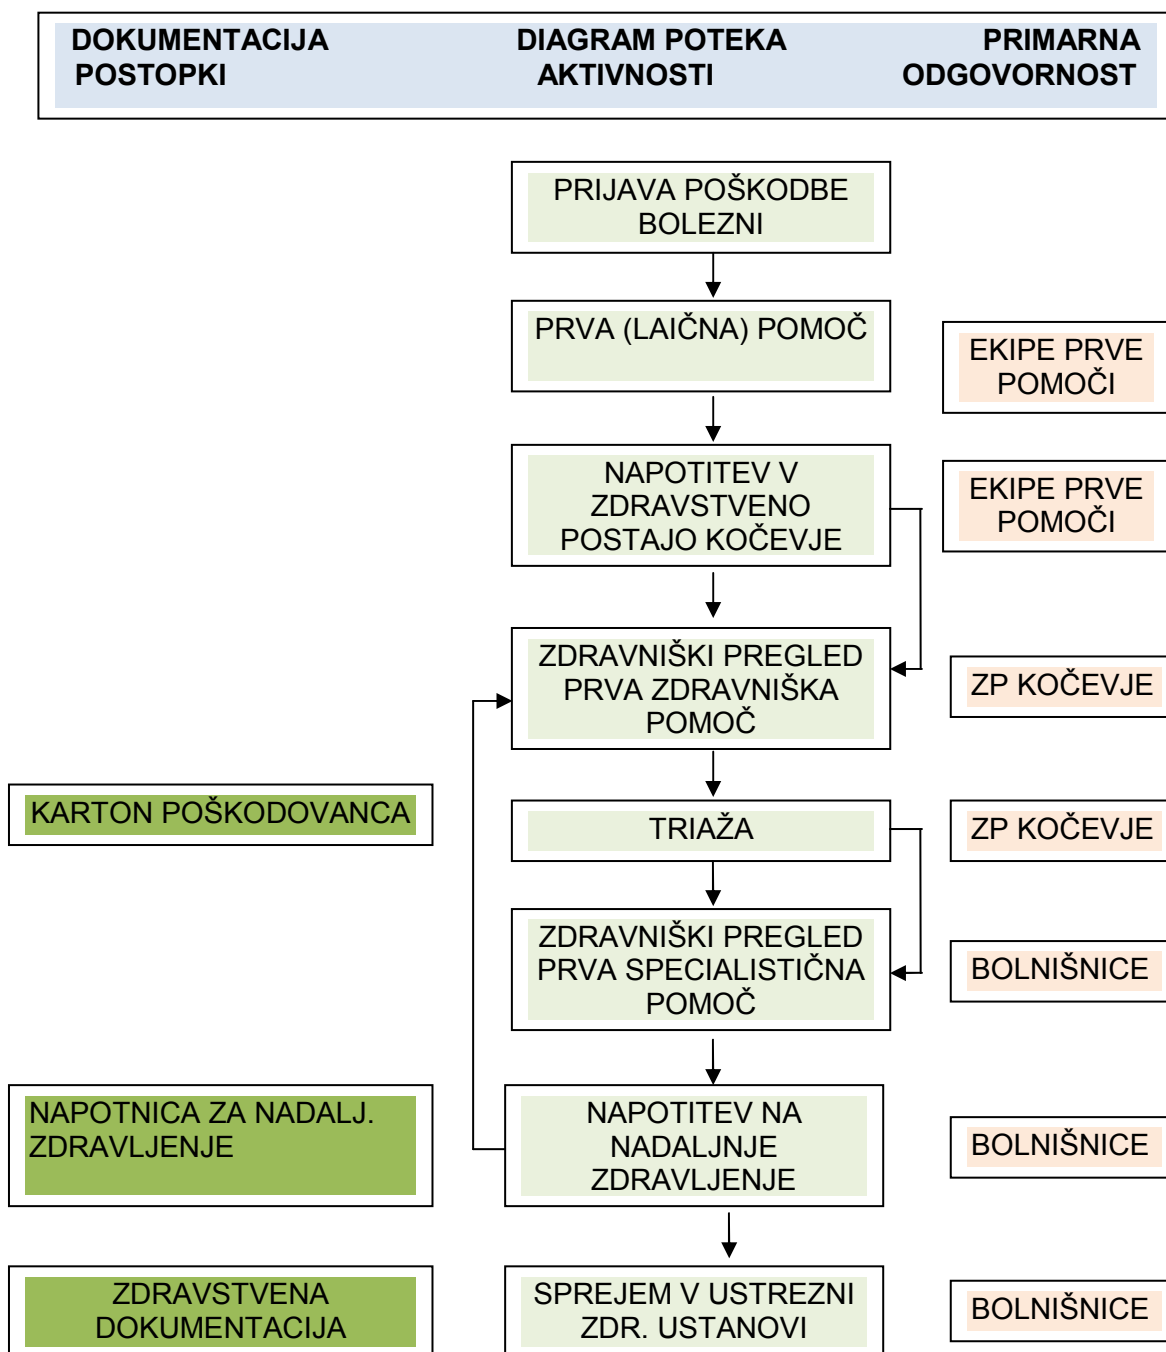 DOKUMENTACIJA DIAGRAM POTEKA PRIMARNA
POSTOPKI AKTIVNOSTI ODGOVORNOST
PRIJAVA POŠKODBE
BOLEZNI
PRVA (LAIČNA) POMOČ
EKIPE PRVE
POMOČI
NAPOTITEV V
ZDRAVSTVENO
POSTAJO KOČEVJE
EKIPE PRVE
POMOČI
ZDRAVNIŠKI PREGLED
PRVA ZDRAVNIŠKA
POMOČ
ZP KOČEVJE
KARTON POŠKODOVANCA
TRIAŽA
ZP KOČEVJE
ZDRAVNIŠKI PREGLED
PRVA SPECIALISTIČNA
POMOČ
BOLNIŠNICE
NAPOTNICA ZA NADALJ.
ZDRAVLJENJE
NAPOTITEV NA
NADALJNJE
ZDRAVLJENJE
BOLNIŠNICE
ZDRAVSTVENA
DOKUMENTACIJA
SPREJEM V USTREZNI
ZDR. USTANOVI
BOLNIŠNICE